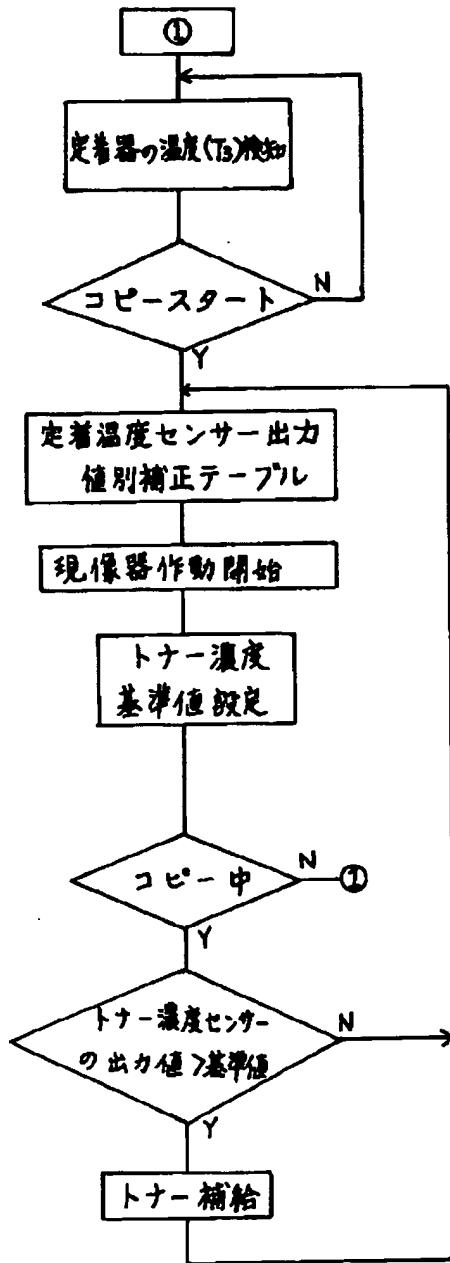 ①
定着器の温度(T3)検知
コピースタート
N
Y
定着温度センサー出力
値別補正テーブル
現像器作動開始
トナー濃度
基準値設定
コピー中
N
①
Y
トナー濃度センサー
の出力値>基準値
N
Y
トナー補給